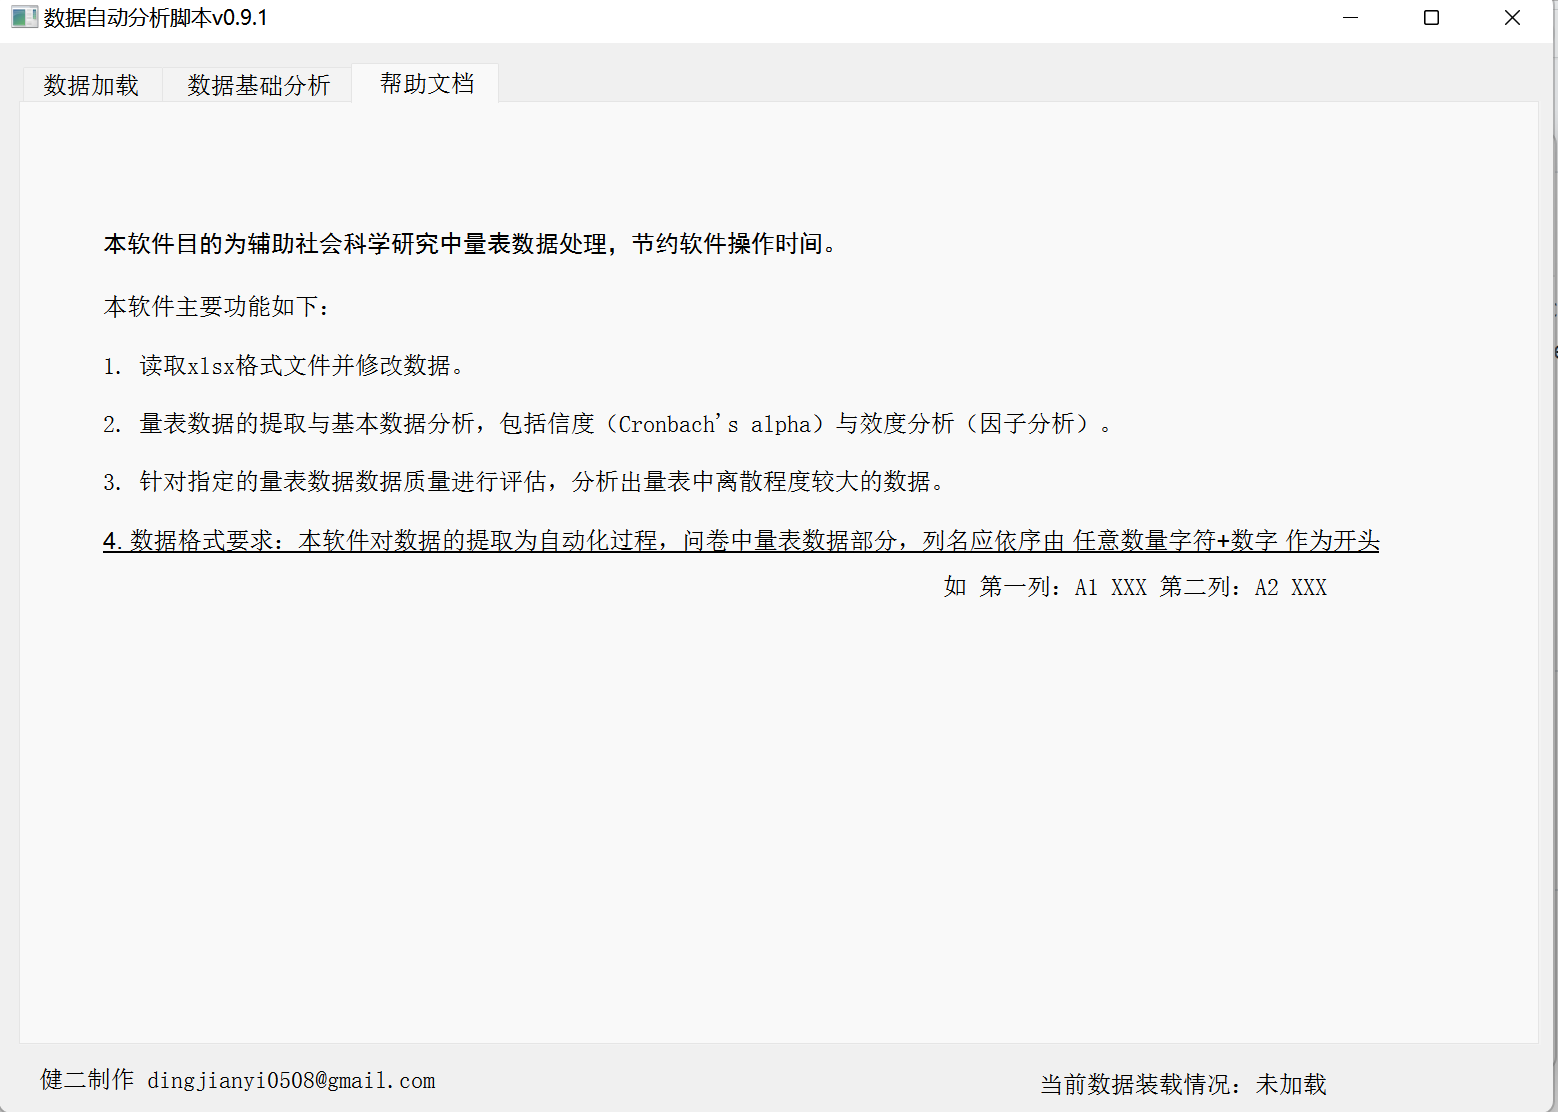 数据自动分析脚本v0.9.1
数据加载 数据基础分析 帮助文档
本软件目的为辅助社会科学研究中量表数据处理，节约软件操作时间。
本软件主要功能如下：
1. 读取xlsx格式文件并修改数据。
2. 量表数据的提取与基本数据分析，包括信度（Cronbach's alpha）与效度分析（因子分析）。
3. 针对指定的量表数据数据质量进行评估，分析出量表中离散程度较大的数据。
4. 数据格式要求：本软件对数据的提取为自动化过程，问卷中量表数据部分，列名应依序由 任意数量字符+数字 作为开头
如 第一列：A1 XXX 第二列：A2 XXX
健二制作 dingjianyi0508@gmail.com
当前数据装载情况：未加载